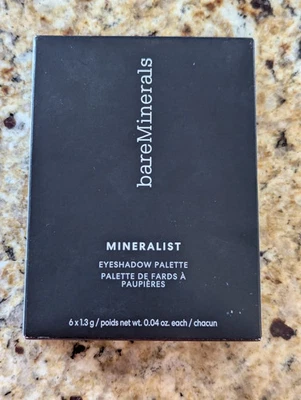 bareMinerals
MINERALIST
EYESHADOW PALETTE
PALETTE DE FARDS À
PAUPIÈRES
6 x 1.3 g / poids net wt. 0.04 oz. each / chacun